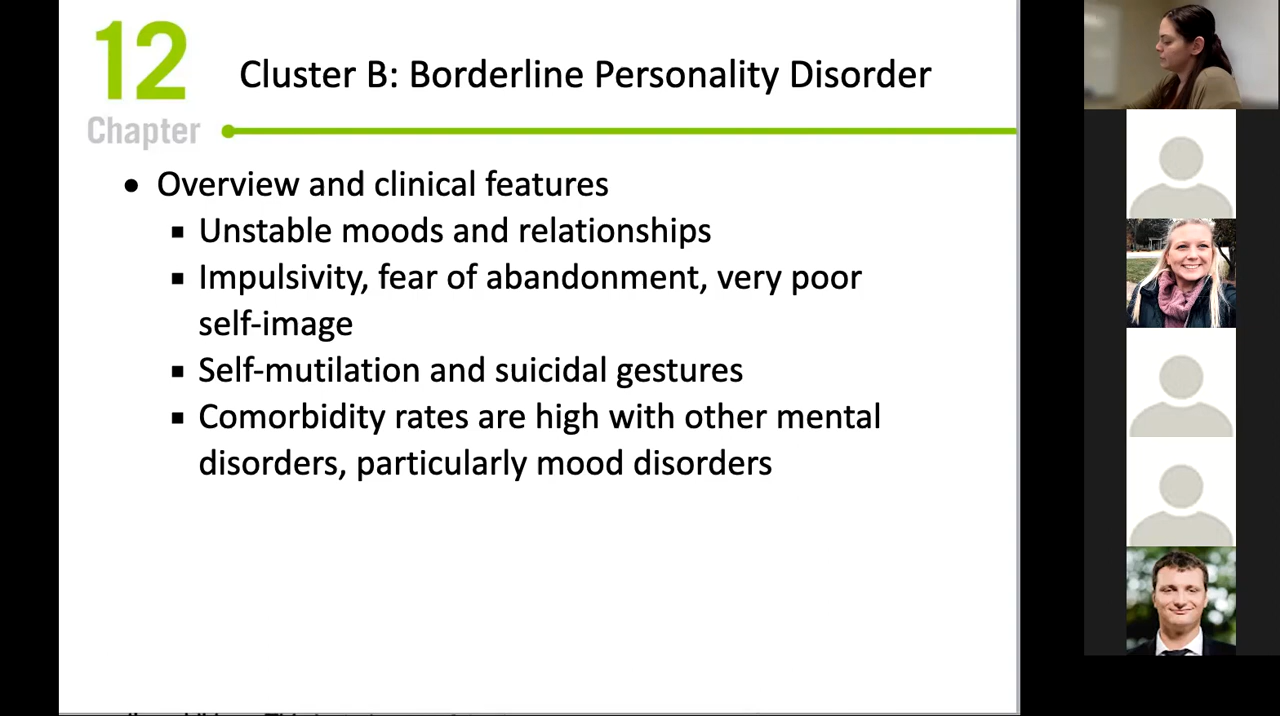 12
Chapter
Cluster B: Borderline Personality Disorder
• Overview and clinical features
▪ Unstable moods and relationships
▪ Impulsivity, fear of abandonment, very poor
self-image
▪ Self-mutilation and suicidal gestures
▪ Comorbidity rates are high with other mental
disorders, particularly mood disorders